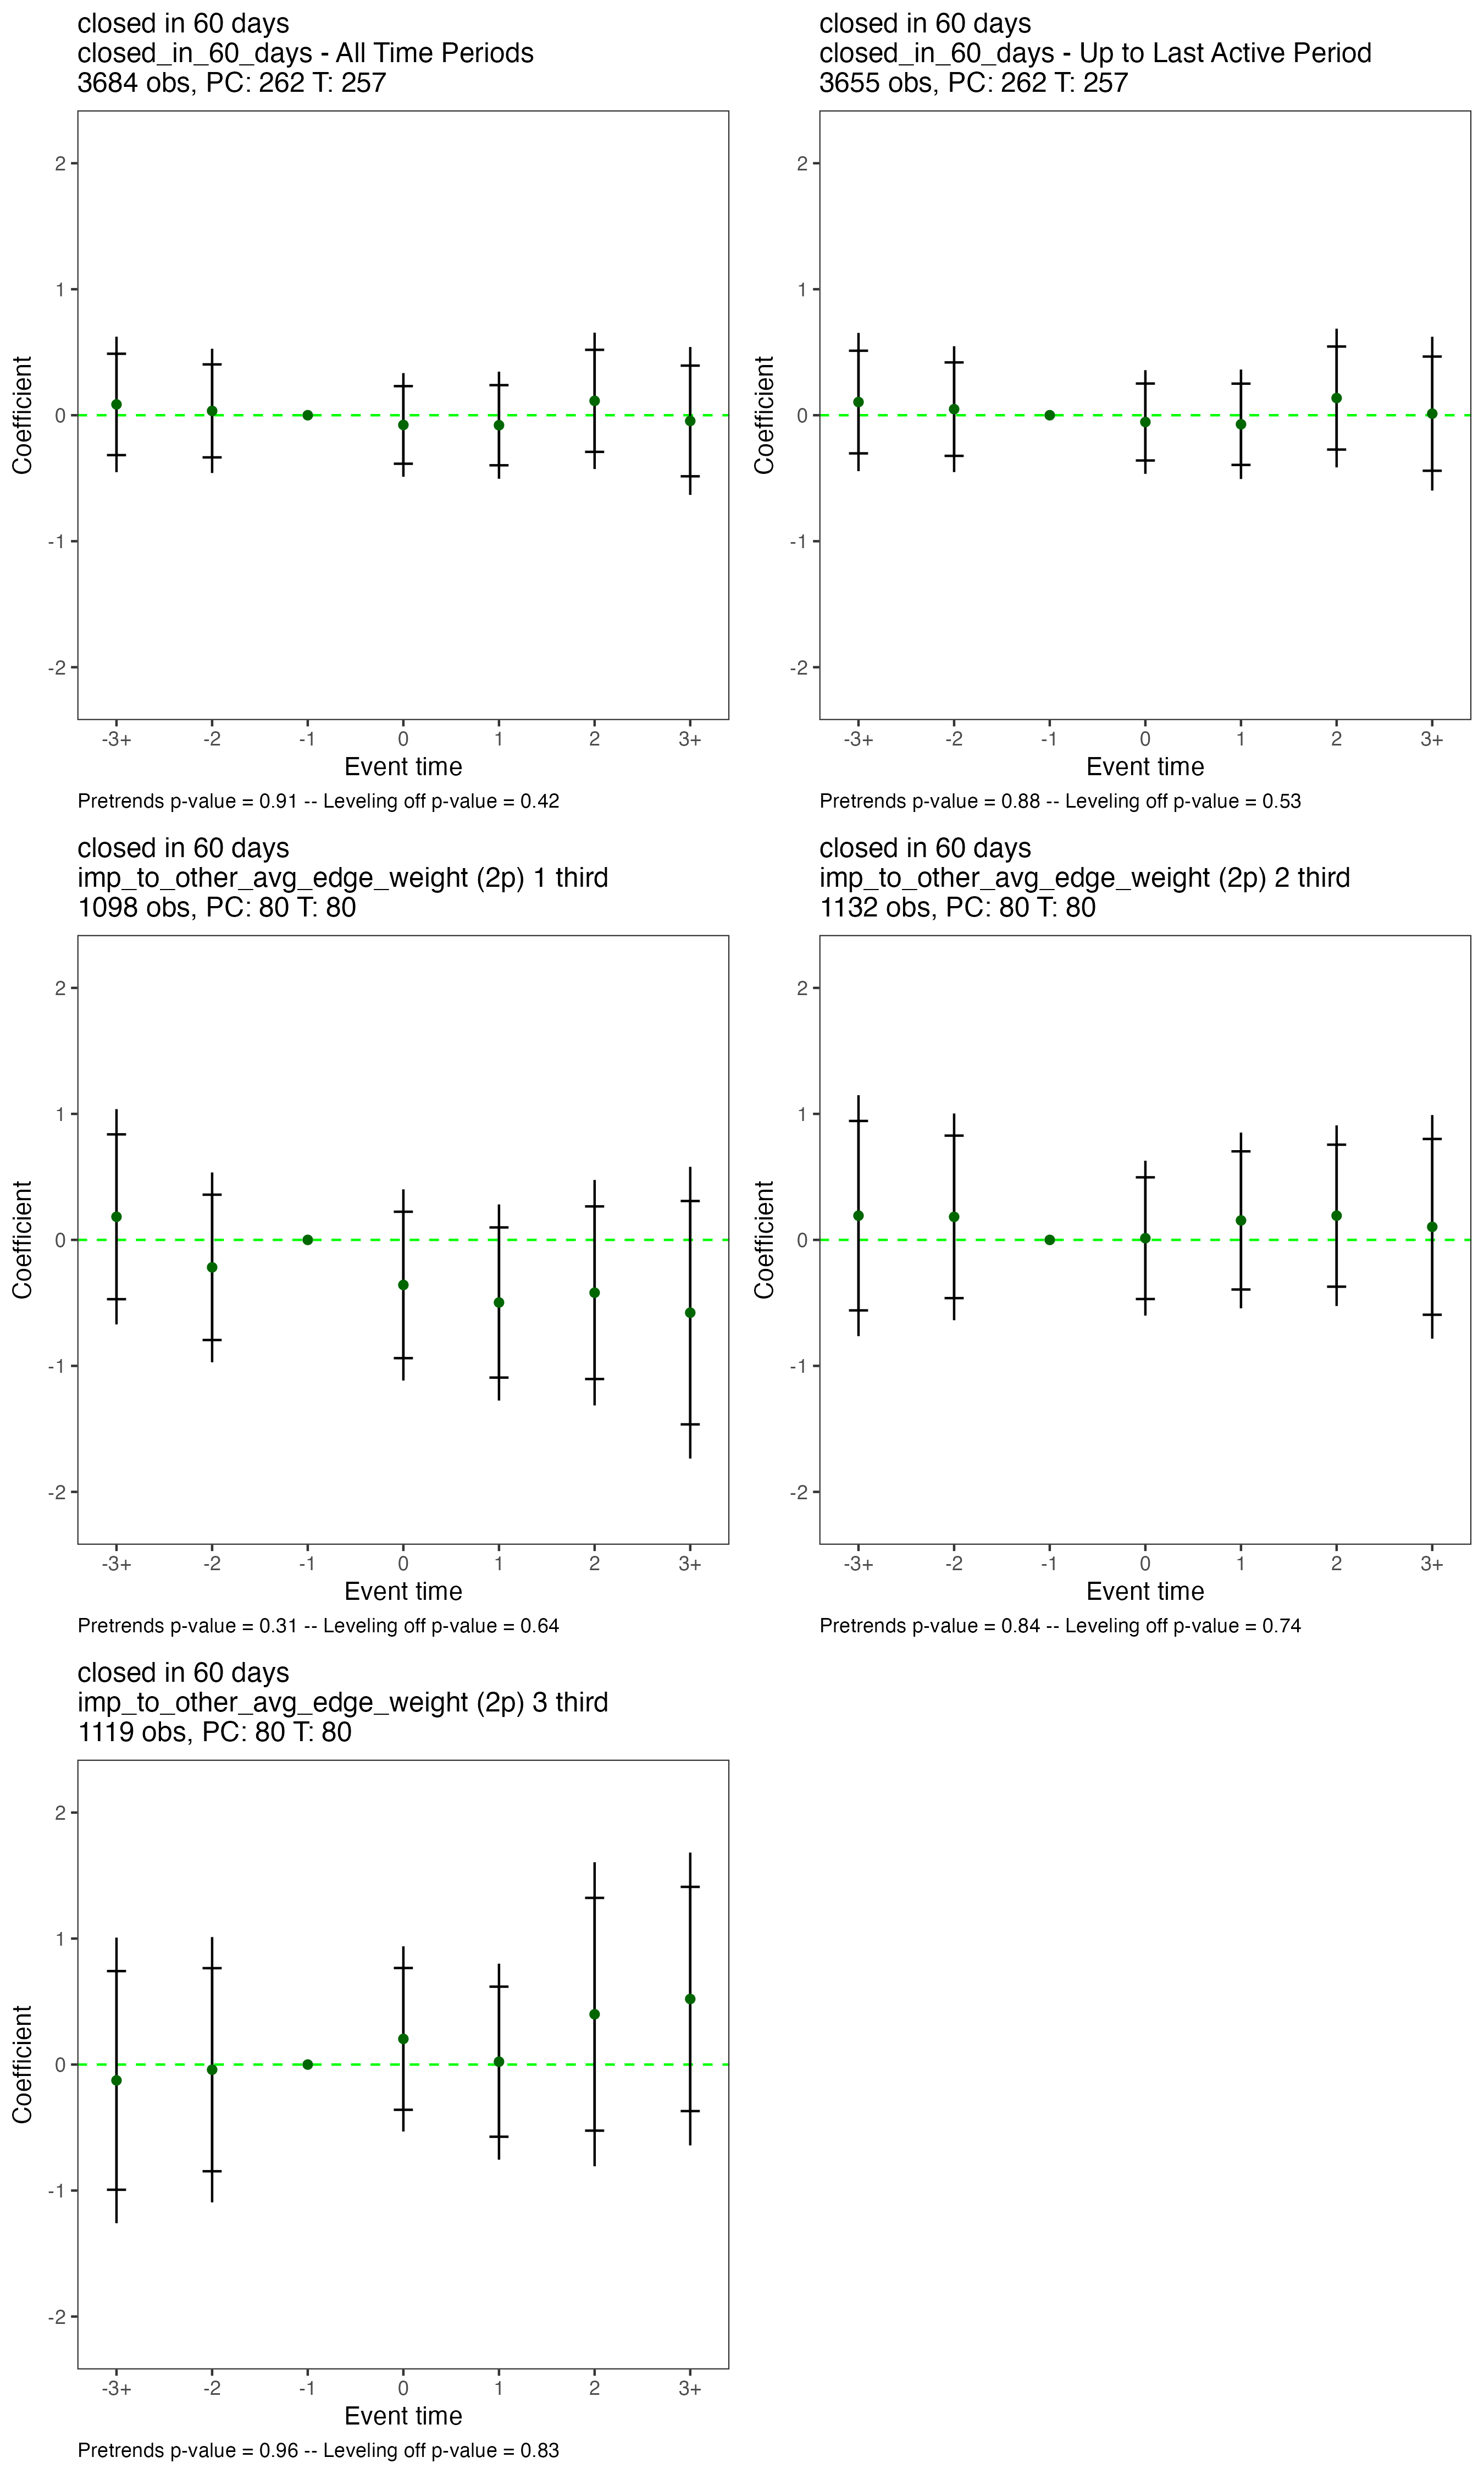 closed in 60 days
closed_in_60_days - All Time Periods
3684 obs, PC: 262 T: 257
2
1
0
-1
-2
Coefficient
-3+ -2 -1 0 1 2 3+
Event time
Pretrends p-value = 0.91 -- Leveling off p-value = 0.42
closed in 60 days
closed_in_60_days - Up to Last Active Period
3655 obs, PC: 262 T: 257
2
1
0
-1
-2
Coefficient
-3+ -2 -1 0 1 2 3+
Event time
Pretrends p-value = 0.88 -- Leveling off p-value = 0.53
closed in 60 days
imp_to_other_avg_edge_weight (2p) 1 third
1098 obs, PC: 80 T: 80
2
1
0
-1
-2
Coefficient
-3+ -2 -1 0 1 2 3+
Event time
Pretrends p-value = 0.31 -- Leveling off p-value = 0.64
closed in 60 days
imp_to_other_avg_edge_weight (2p) 2 third
1132 obs, PC: 80 T: 80
2
1
0
-1
-2
Coefficient
-3+ -2 -1 0 1 2 3+
Event time
Pretrends p-value = 0.84 -- Leveling off p-value = 0.74
closed in 60 days
imp_to_other_avg_edge_weight (2p) 3 third
1119 obs, PC: 80 T: 80
2
1
0
-1
-2
Coefficient
-3+ -2 -1 0 1 2 3+
Event time
Pretrends p-value = 0.96 -- Leveling off p-value = 0.83